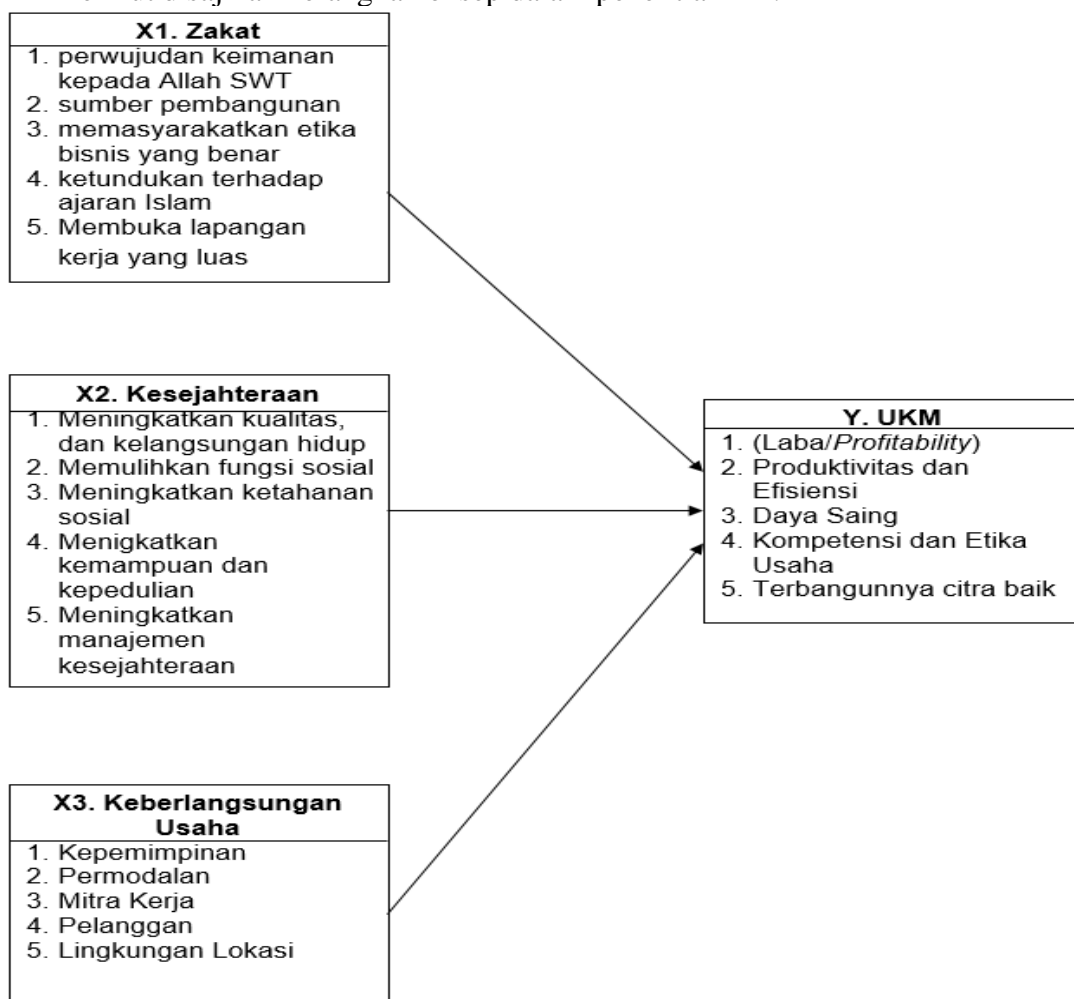 X1. Zakat
1. perwujudan keimanan
kepada Allah SWT
2. sumber pembangunan
3. memasyarakatkan etika
bisnis yang benar
4. ketundukan terhadap
ajaran Islam
5. Membuka lapangan
kerja yang luas
X2. Kesejahteraan
1. Meningkatkan kualitas,
dan kelangsungan hidup
2. Memulihkan fungsi sosial
3. Meningkatkan ketahanan
sosial
4. Menigkatkan
kemampuan dan
kepedulian
5. Meningkatkan
manajemen
kesejahteraan
Y. UKM
1. (Laba/Profitability)
2. Produktivitas dan
Efisiensi
3. Daya Saing
4. Kompetensi dan Etika
Usaha
5. Terbangunnya citra baik
X3. Keberlangsungan
Usaha
1. Kepemimpinan
2. Permodalan
3. Mitra Kerja
4. Pelanggan
5. Lingkungan Lokasi